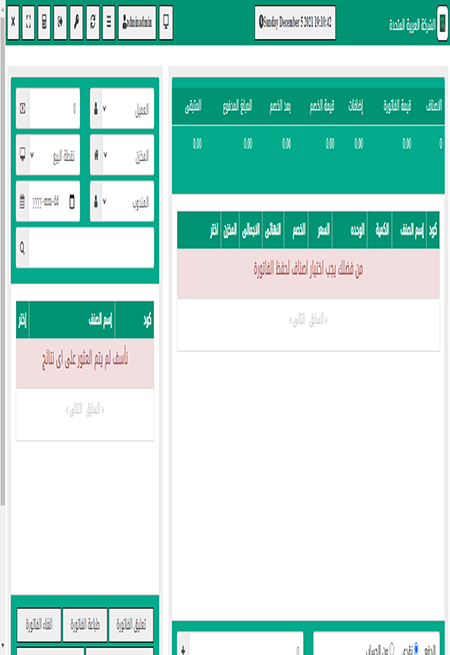 الشركة العربية المتحدة
Sunday December 5 2021 20:20:42
adminadmin
الاصناف قيمة الفاتورة إضافات قيمة الخصم بعد الخصم المبلغ المدفوع المتبقى
0 0.00 0.00 0.00 0.00 0.00 0.00
كود إسم الصنف الكمية الوحده السعر الخصم النهائى الاجمالى المخزن اختر
من فضلك يجب اختيار اصناف لحفظ الفاتورة
« السابق التالى »
العميل 0
المخزن نقطة البيع
المندوب yyyy-mm-dd
كود إسم الصنف إختر
نأسف لم يتم العثور على اى نتائج
« السابق التالى »
الدفع نقدى من الحساب
0
تعليق الفاتورة طباعة الفاتورة الغاء الفاتورة